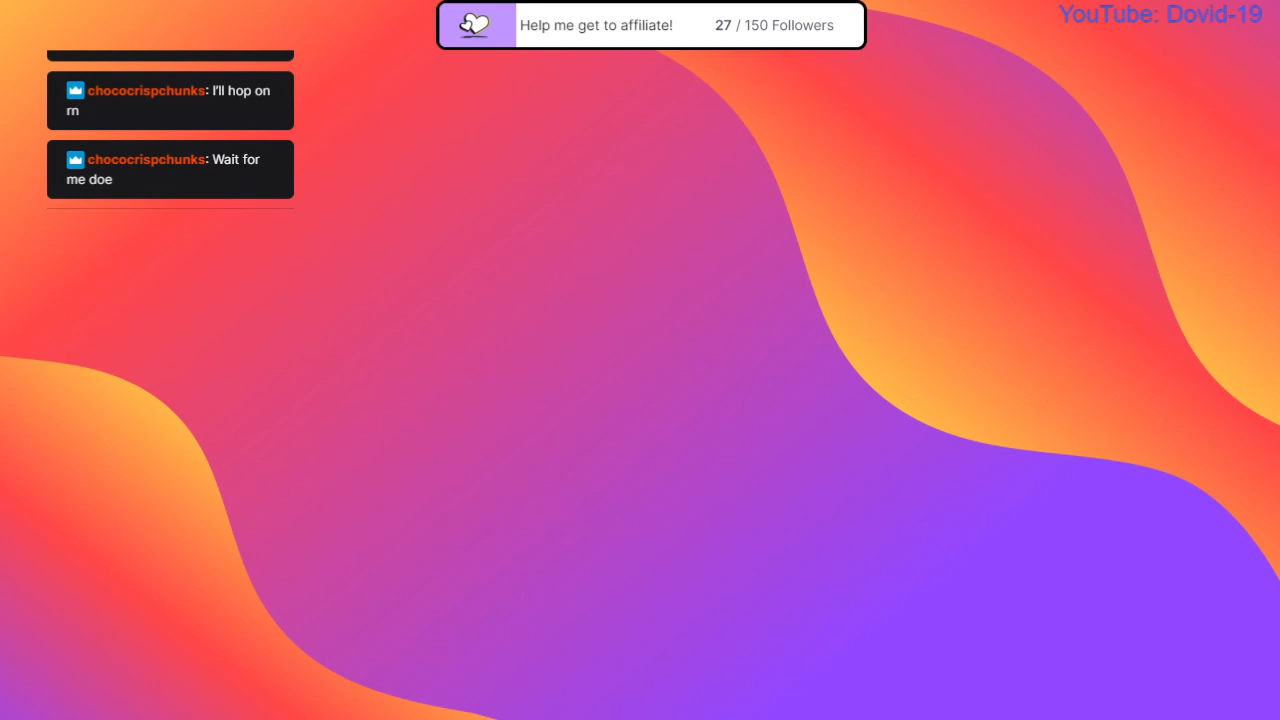 Help me get to affiliate! 27 / 150 Followers
YouTube: Dovid-19
chococrispchunks: I'll hop on
rn
chococrispchunks: Wait for
me doe